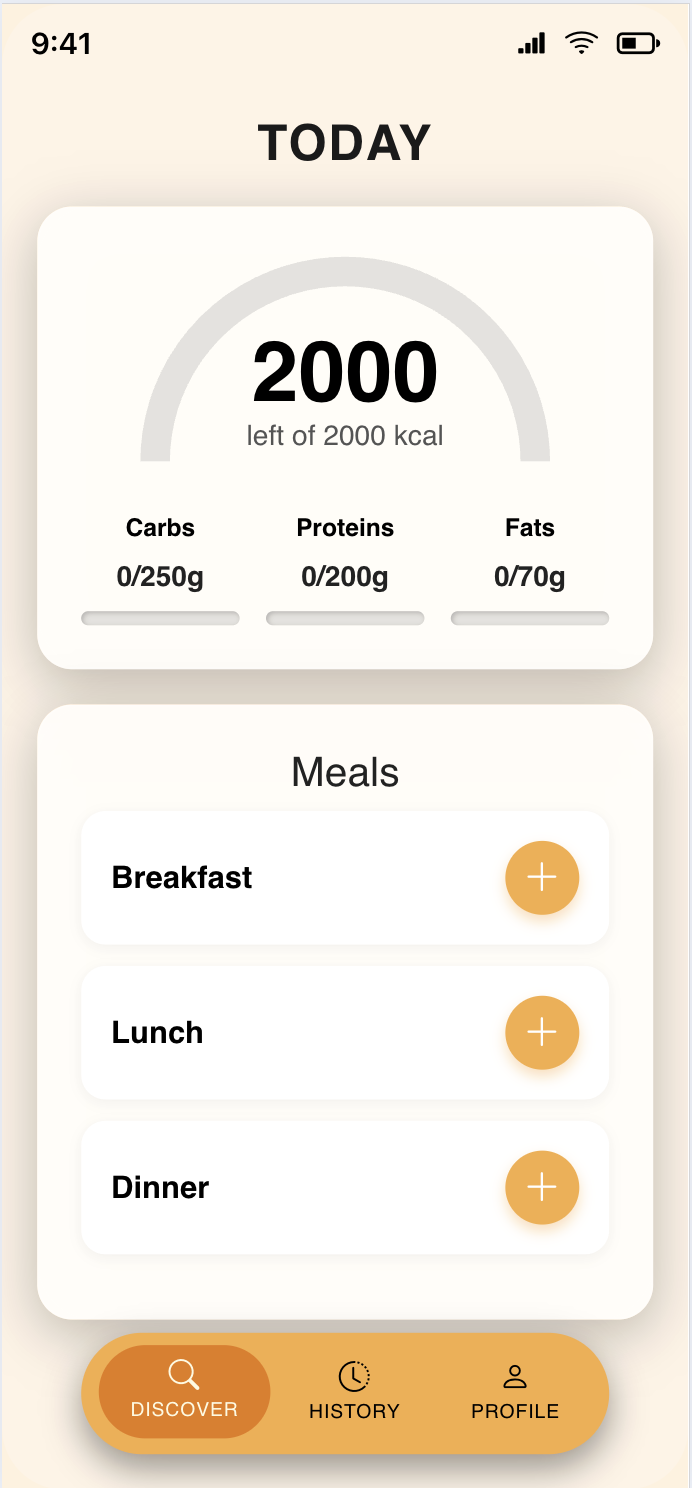 9:41
TODAY
2000
left of 2000 kcal
Carbs Proteins Fats
0/250g 0/200g 0/70g
Meals
Breakfast
Lunch
Dinner
DISCOVER HISTORY PROFILE